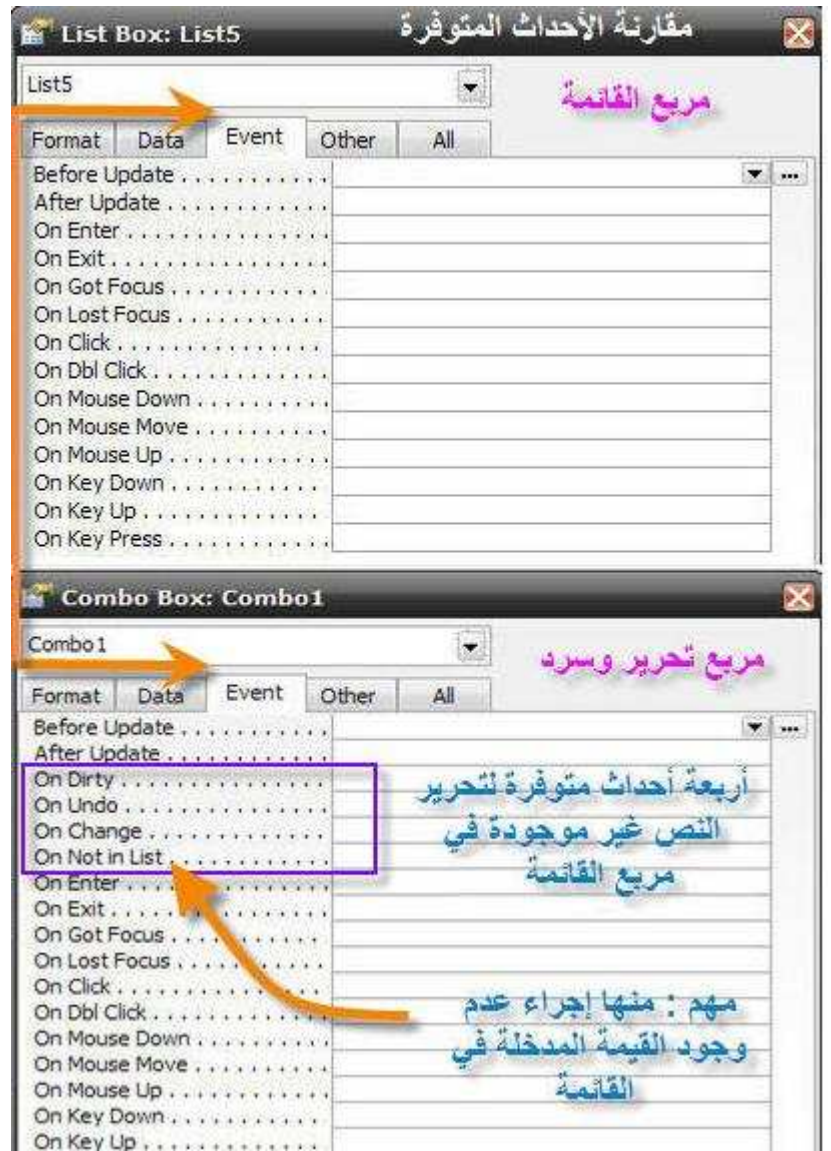 List Box: List5
مقارنة الأحداث المتوفرة
List5
مربع القائمة
Format Data Event Other All
Before Update . . . . . . . . . . .
After Update . . . . . . . . . . . .
On Enter . . . . . . . . . . . . . . .
On Exit . . . . . . . . . . . . . . . .
On Got Focus . . . . . . . . . . .
On Lost Focus . . . . . . . . . . .
On Click . . . . . . . . . . . . . . .
On Dbl Click . . . . . . . . . . . . .
On Mouse Down . . . . . . . . . .
On Mouse Move . . . . . . . . . .
On Mouse Up . . . . . . . . . . . .
On Key Down . . . . . . . . . . . .
On Key Up . . . . . . . . . . . . . .
On Key Press . . . . . . . . . . . .
Combo Box: Combo1
Combo1
مربع تحرير وسرد
Format Data Event Other All
Before Update . . . . . . . . . . .
After Update . . . . . . . . . . . .
On Dirty . . . . . . . . . . . . . . .
On Undo . . . . . . . . . . . . . . .
On Change . . . . . . . . . . . . .
On Not in List . . . . . . . . . . . .
أربعة أحداث متوفرة لتحرير
النص غير موجودة في
مربع القائمة
On Enter . . . . . . . . . . . . . . .
On Exit . . . . . . . . . . . . . . . .
On Got Focus . . . . . . . . . . .
On Lost Focus . . . . . . . . . . .
On Click . . . . . . . . . . . . . . .
On Dbl Click . . . . . . . . . . . . .
On Mouse Down . . . . . . . . . .
On Mouse Move . . . . . . . . . .
On Mouse Up . . . . . . . . . . . .
On Key Down . . . . . . . . . . . .
On Key Up . . . . . . . . . . . . . .
مهم : منها إجراء عدم
وجود القيمة المدخلة في
القائمة